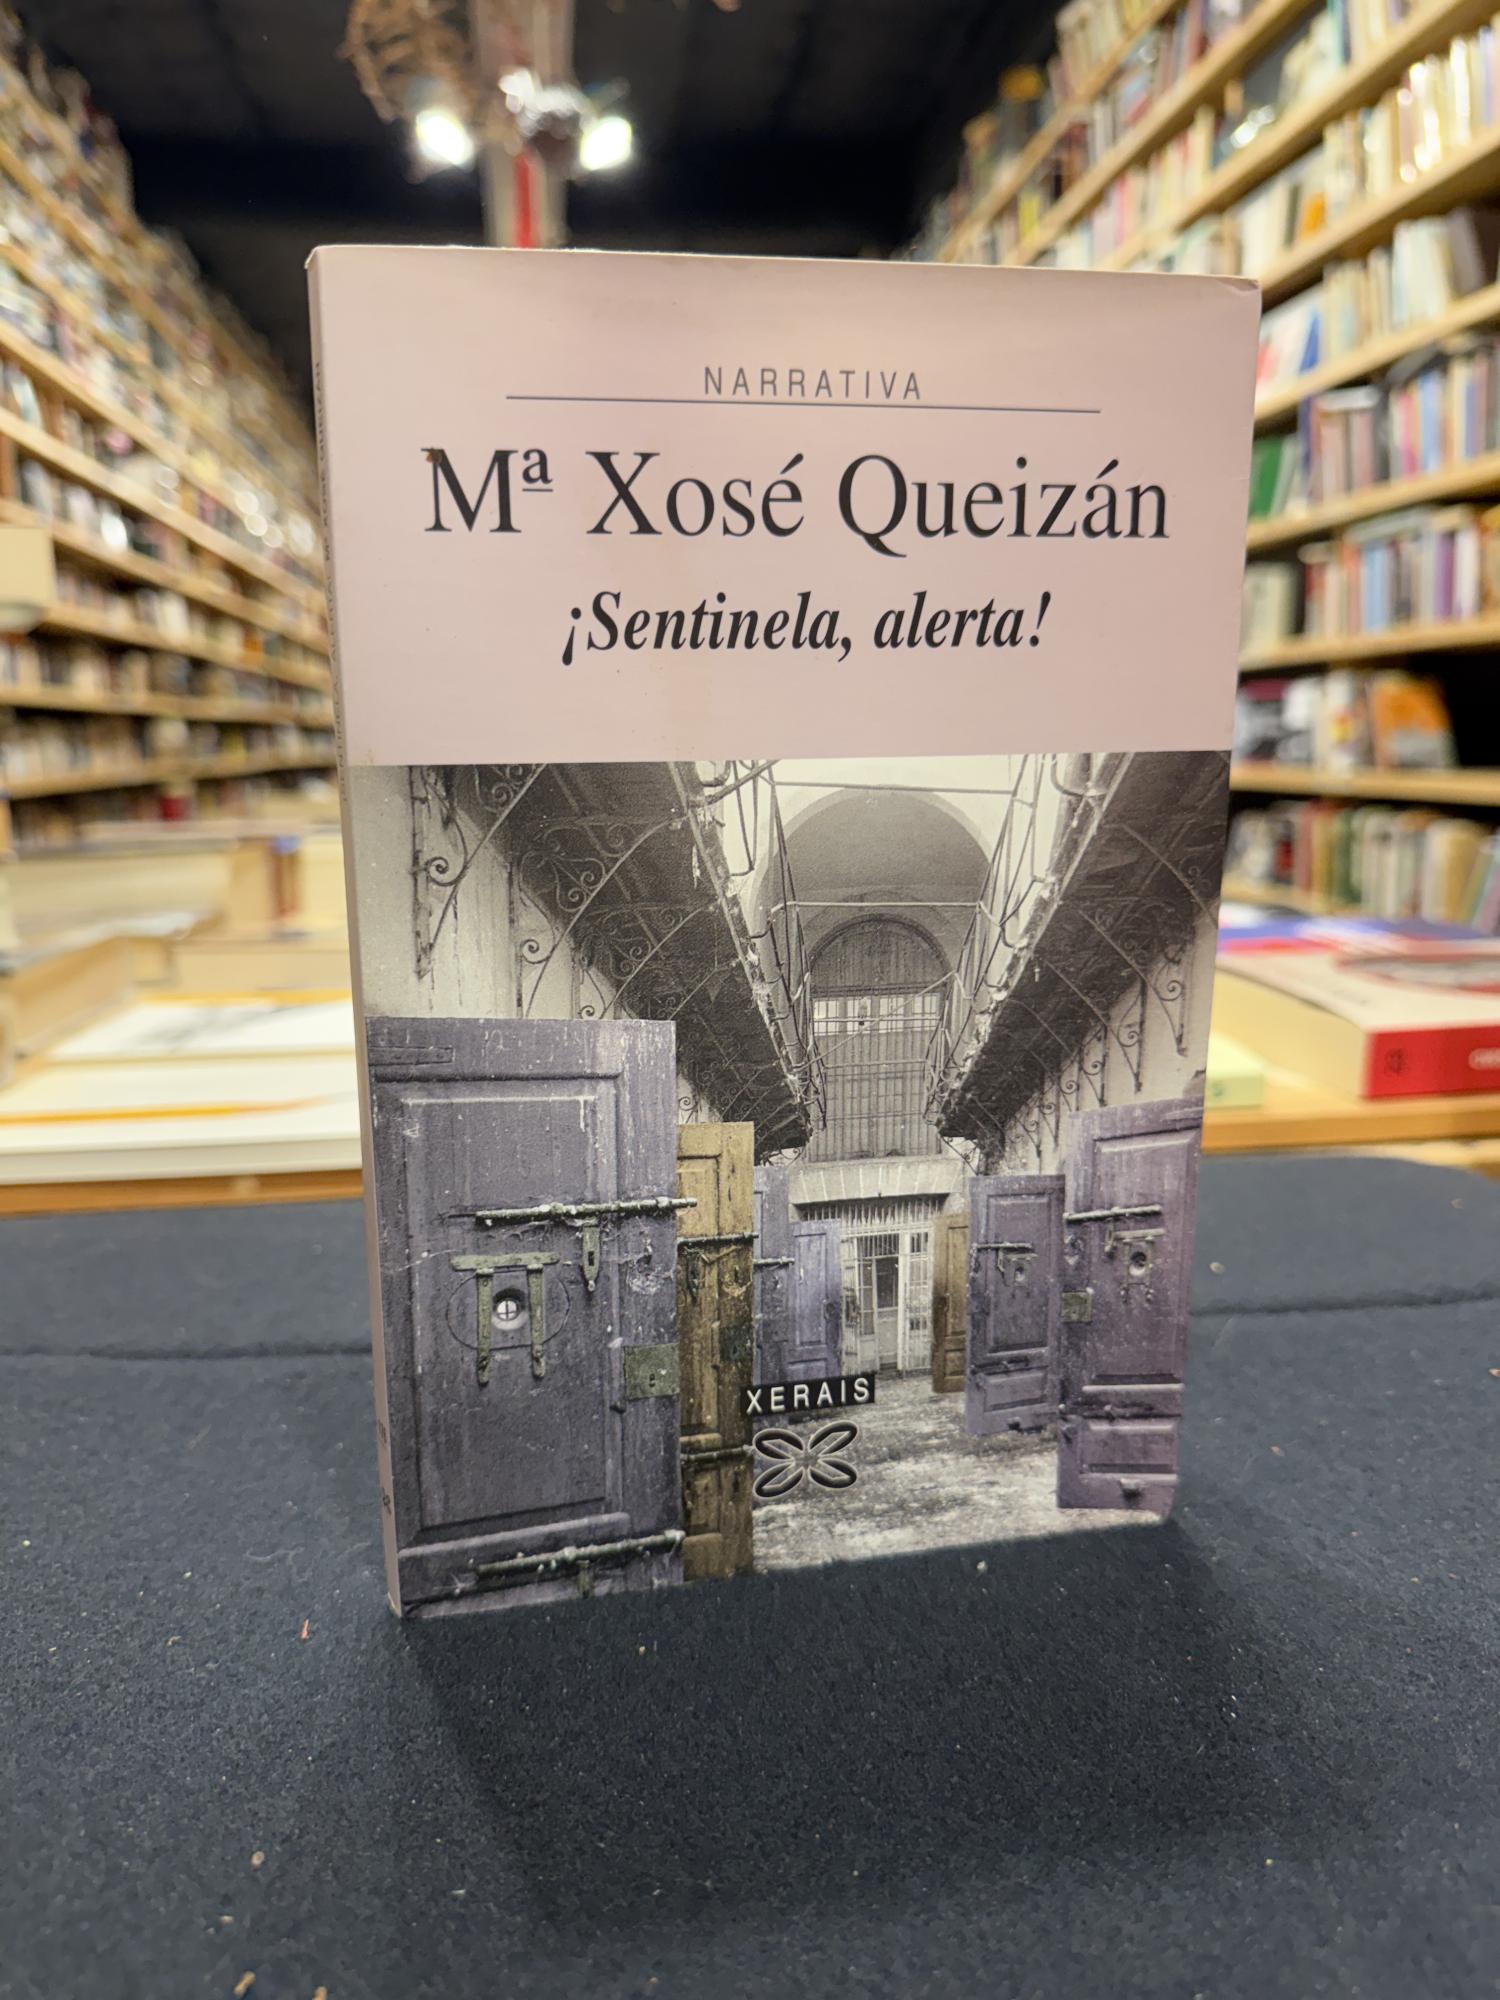 NARRATIVA
Mª Xosé Queizán
¡Sentinela, alerta!
XERAIS